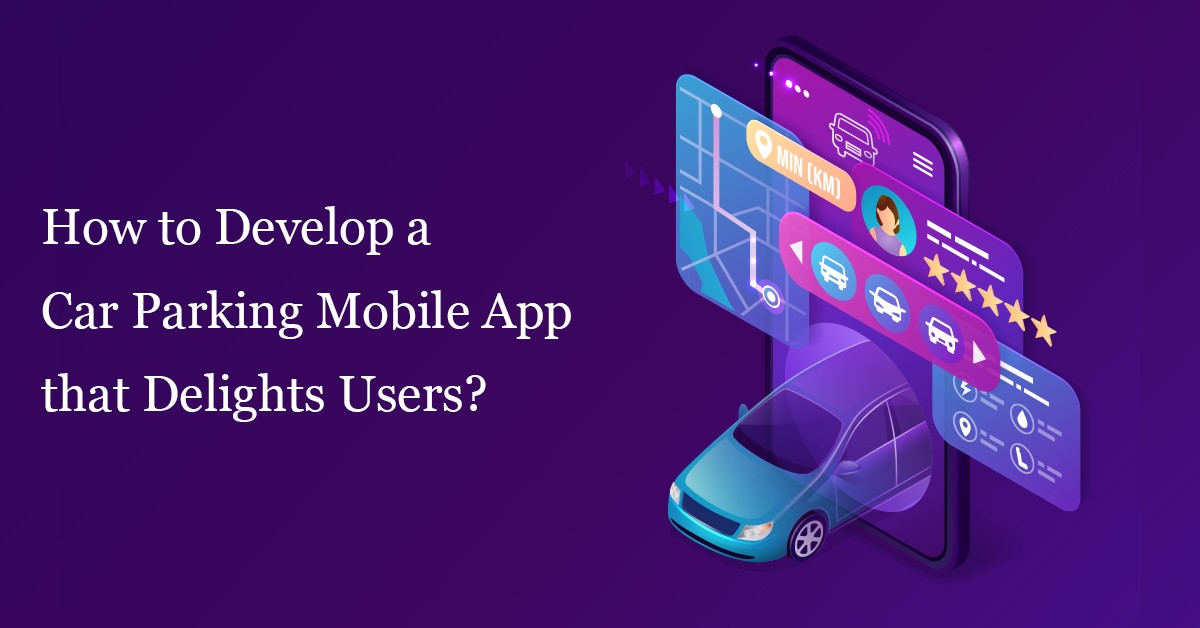 How to Develop a
Car Parking Mobile App
that Delights Users?
MIN (KM)